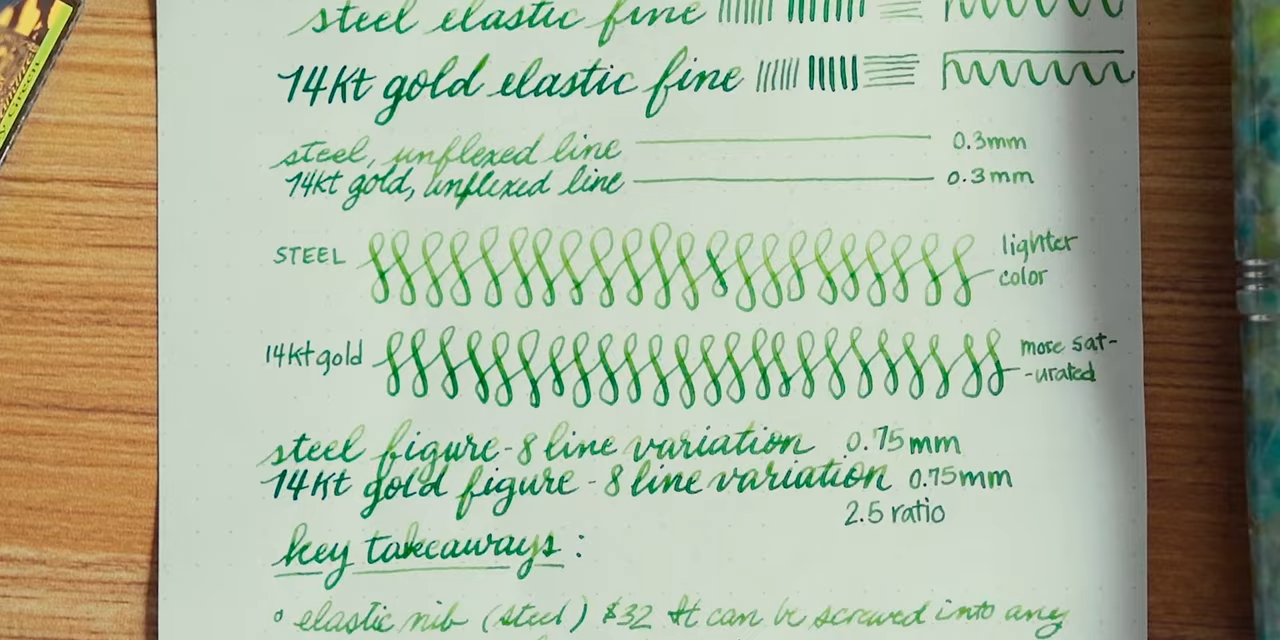 steel elastic fine
14kt gold elastic fine
steel, unflexed line 0.3mm
14kt gold, unflexed line 0.3mm
STEEL lighter color
14kt gold more sat-
-urated
steel figure-8 line variation 0.75mm
14kt gold figure-8 line variation 0.75mm
2.5 ratio
key takeaways:
° elastic nib (steel) $32 It can be screwed into any